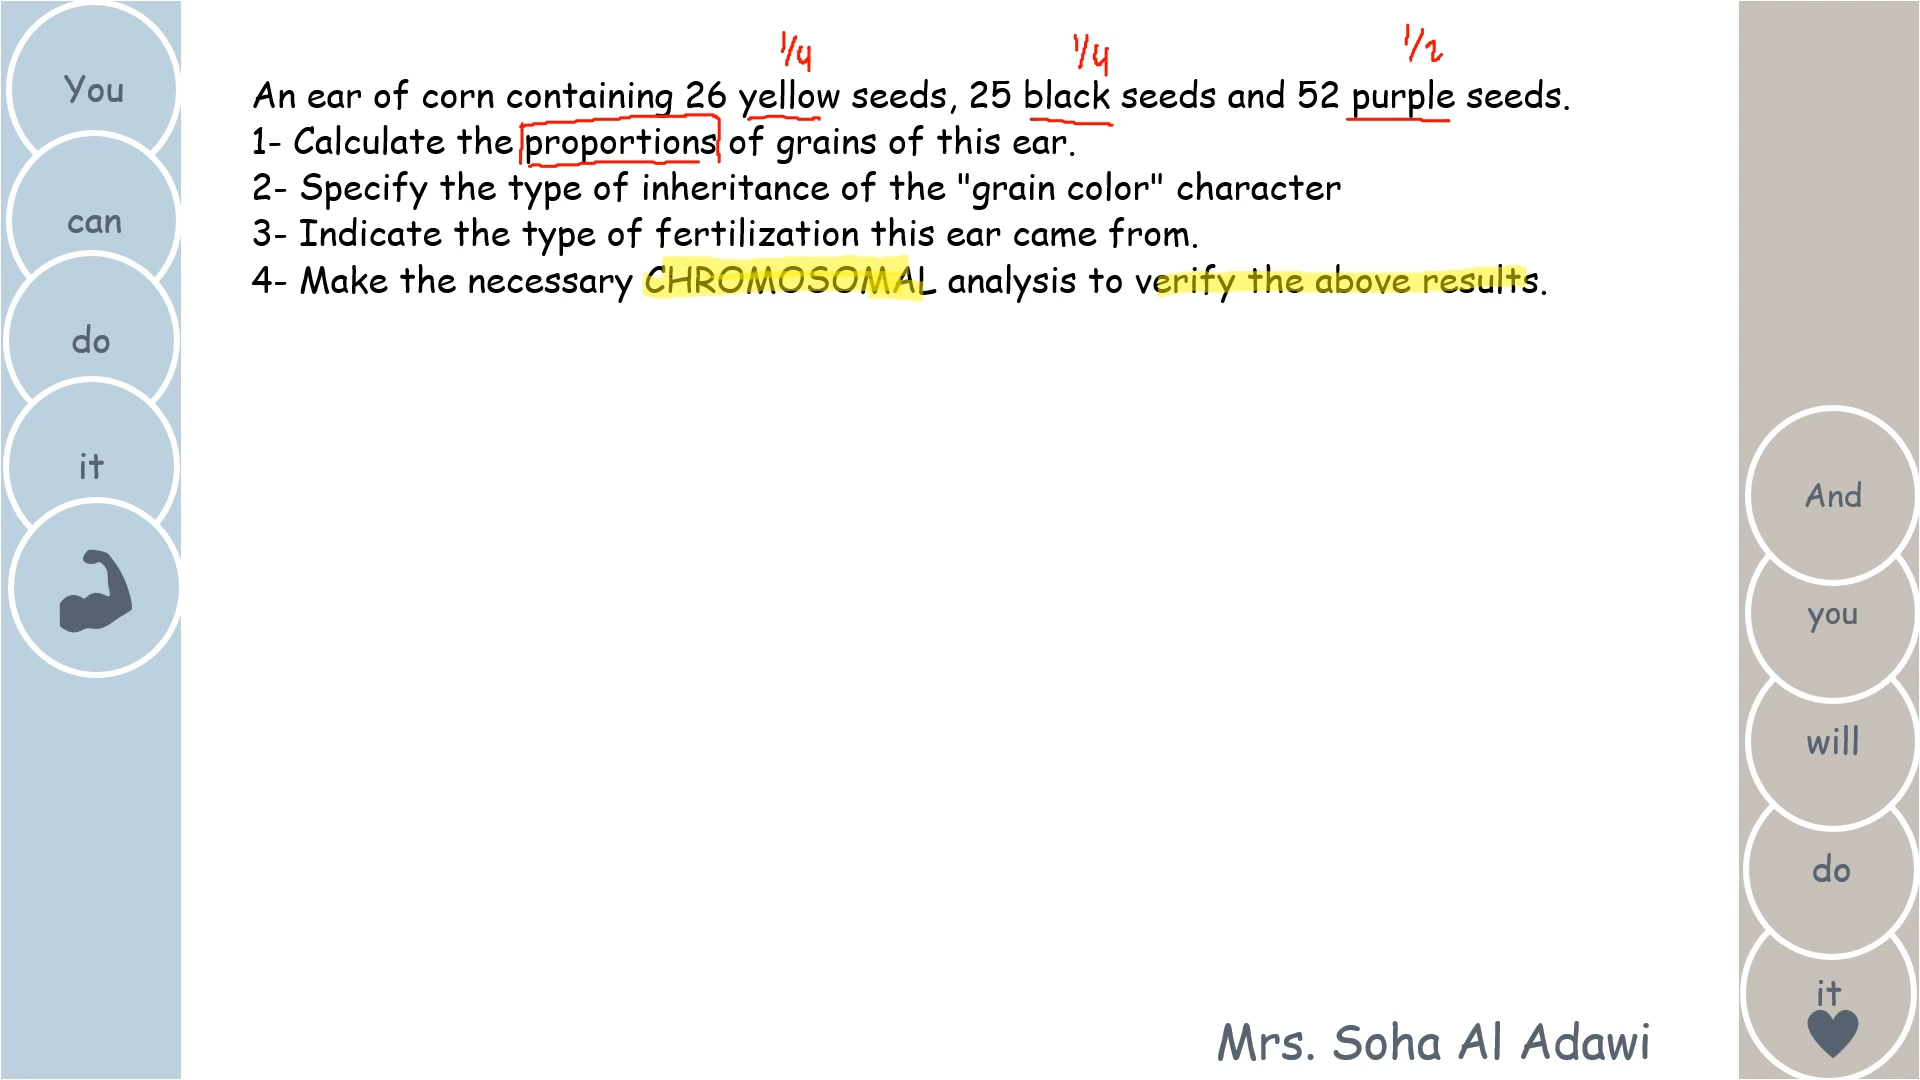 You
can
do
it
1/4 1/4 1/2
An ear of corn containing 26 yellow seeds, 25 black seeds and 52 purple seeds.
1- Calculate the proportions of grains of this ear.
2- Specify the type of inheritance of the "grain color" character
3- Indicate the type of fertilization this ear came from.
4- Make the necessary CHROMOSOMAL analysis to verify the above results.
And
you
will
do
it
Mrs. Soha Al Adawi